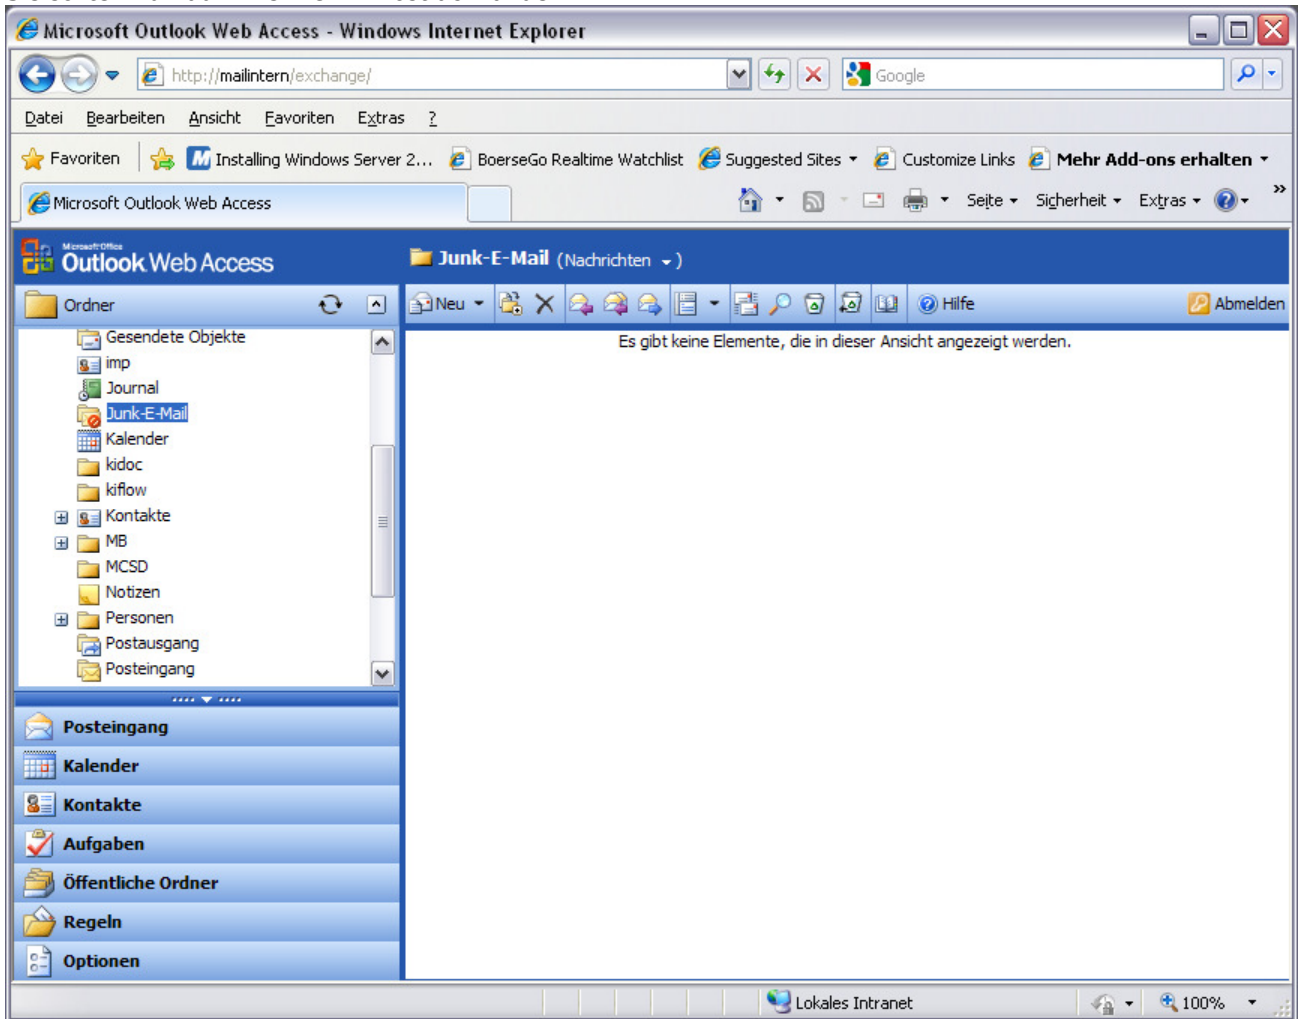 Microsoft Outlook Web Access - Windows Internet Explorer
http://mailintern/exchange/
Google
Datei Bearbeiten Ansicht Favoriten Extras ?
Favoriten Installing Windows Server 2... BoerseGo Realtime Watchlist Suggested Sites Customize Links Mehr Add-ons erhalten
Microsoft Outlook Web Access
Seite Sicherheit Extras »
Microsoft Office
Outlook Web Access
Junk-E-Mail (Nachrichten )
Ordner
Neu Hilfe Abmelden
Es gibt keine Elemente, die in dieser Ansicht angezeigt werden.
Gesendete Objekte
imp
Journal
Junk-E-Mail
Kalender
kidoc
kiflow
Kontakte
MB
MCSD
Notizen
Personen
Postausgang
Posteingang
Posteingang
Kalender
Kontakte
Aufgaben
Öffentliche Ordner
Regeln
Optionen
Lokales Intranet
100%